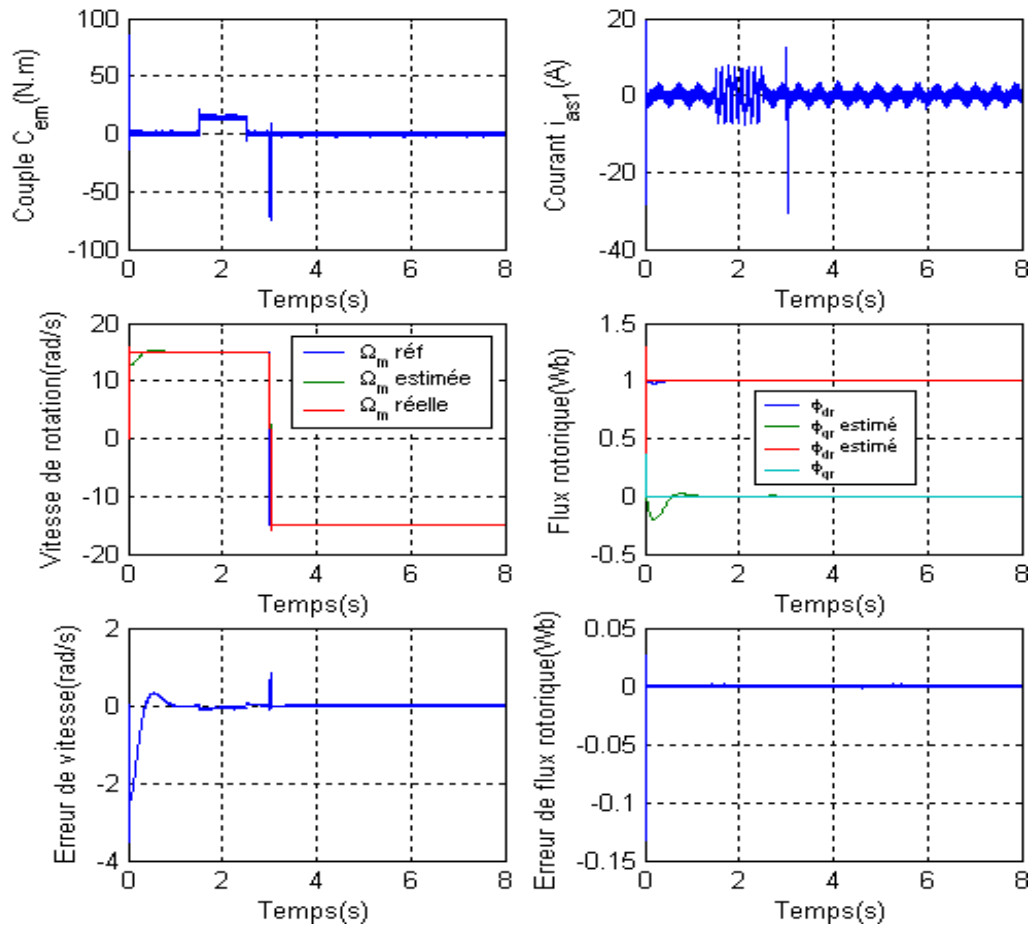 Couple C_em(N.m)
100
50
0
-50
-100
0 2 4 6 8
Temps(s)
Courant i_as1(A)
20
0
-20
-40
0 2 4 6 8
Temps(s)
Vitesse de rotation(rad/s)
20
10
0
-10
-20
Ω_m réf
Ω_m estimée
Ω_m réelle
0 2 4 6 8
Temps(s)
Flux rotorique(Wb)
1.5
1
0.5
0
-0.5
ϕ_dr
ϕ_qr estimé
ϕ_dr estimé
ϕ_qr
0 2 4 6 8
Temps(s)
Erreur de vitesse(rad/s)
2
0
-2
-4
0 2 4 6 8
Temps(s)
Erreur de flux rotorique(Wb)
0.05
0
-0.05
-0.1
-0.15
0 2 4 6 8
Temps(s)